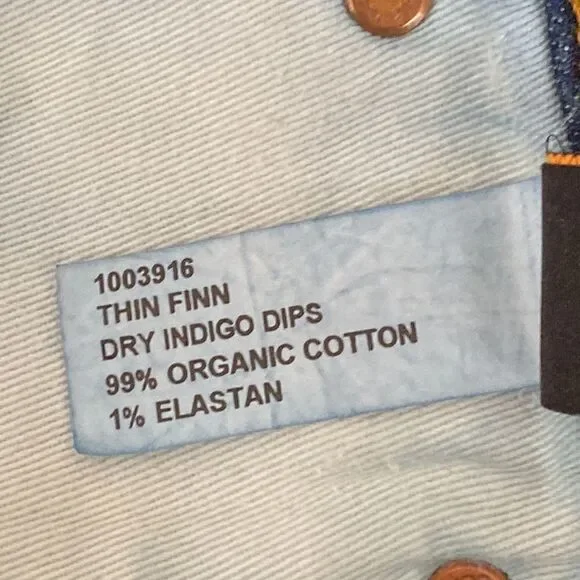 1003916
THIN FINN
DRY INDIGO DIPS
99% ORGANIC COTTON
1% ELASTAN